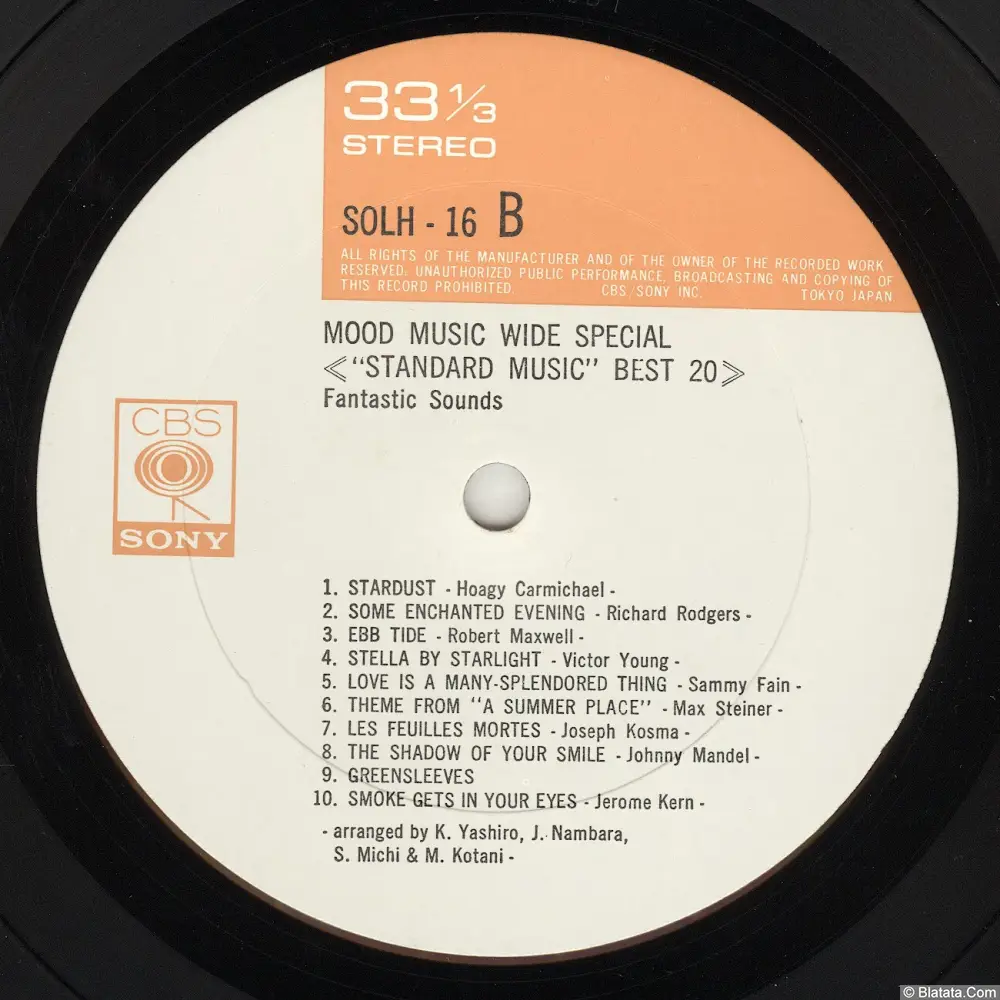 33 1/3
STEREO
SOLH - 16 B
ALL RIGHTS OF THE MANUFACTURER AND OF THE OWNER OF THE RECORDED WORK
RESERVED. UNAUTHORIZED PUBLIC PERFORMANCE, BROADCASTING AND COPYING OF
THIS RECORD PROHIBITED. CBS/SONY INC. TOKYO JAPAN
MOOD MUSIC WIDE SPECIAL
≪"STANDARD MUSIC" BEST 20≫
Fantastic Sounds
CBS
SONY
1. STARDUST - Hoagy Carmichael -
2. SOME ENCHANTED EVENING - Richard Rodgers -
3. EBB TIDE - Robert Maxwell -
4. STELLA BY STARLIGHT - Victor Young -
5. LOVE IS A MANY-SPLENDORED THING - Sammy Fain -
6. THEME FROM "A SUMMER PLACE" - Max Steiner -
7. LES FEUILLES MORTES - Joseph Kosma -
8. THE SHADOW OF YOUR SMILE - Johnny Mandel -
9. GREENSLEEVES
10. SMOKE GETS IN YOUR EYES - Jerome Kern -
- arranged by K. Yashiro, J. Nambara,
S. Michi & M. Kotani -
© Blatata.Com